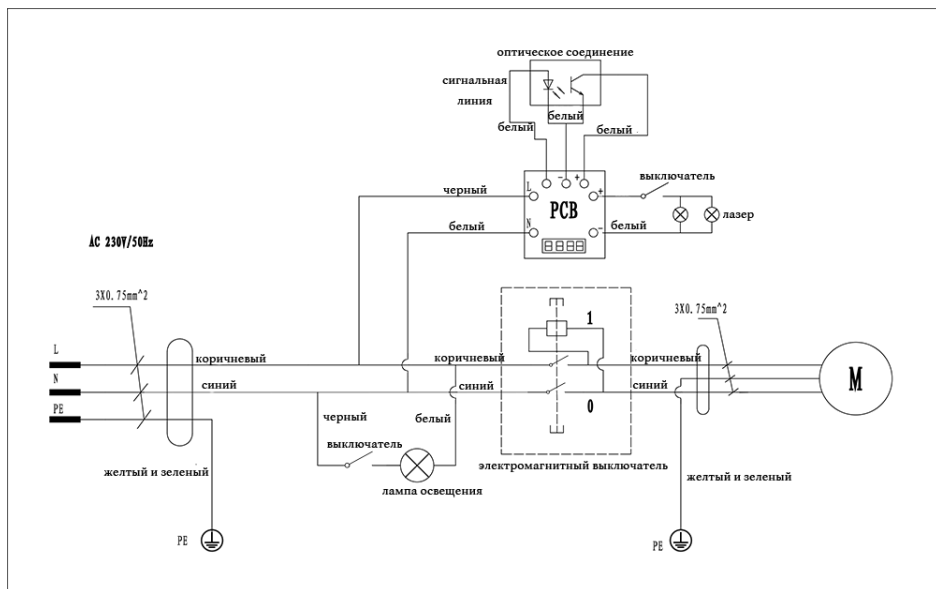 оптическое соединение
сигнальная
линия
белый
белый
белый
- +
выключатель
L
+
черный
PCB
лазер
белый
N
-
белый
AC 230V/50Hz
3X0.75mm^2
3X0.75mm^2
1
L
коричневый
коричневый
коричневый
N
синий
синий
синий
M
PE
0
черный
белый
выключатель
электромагнитный выключатель
желтый и зеленый
лампа освещения
желтый и зеленый
PE
PE